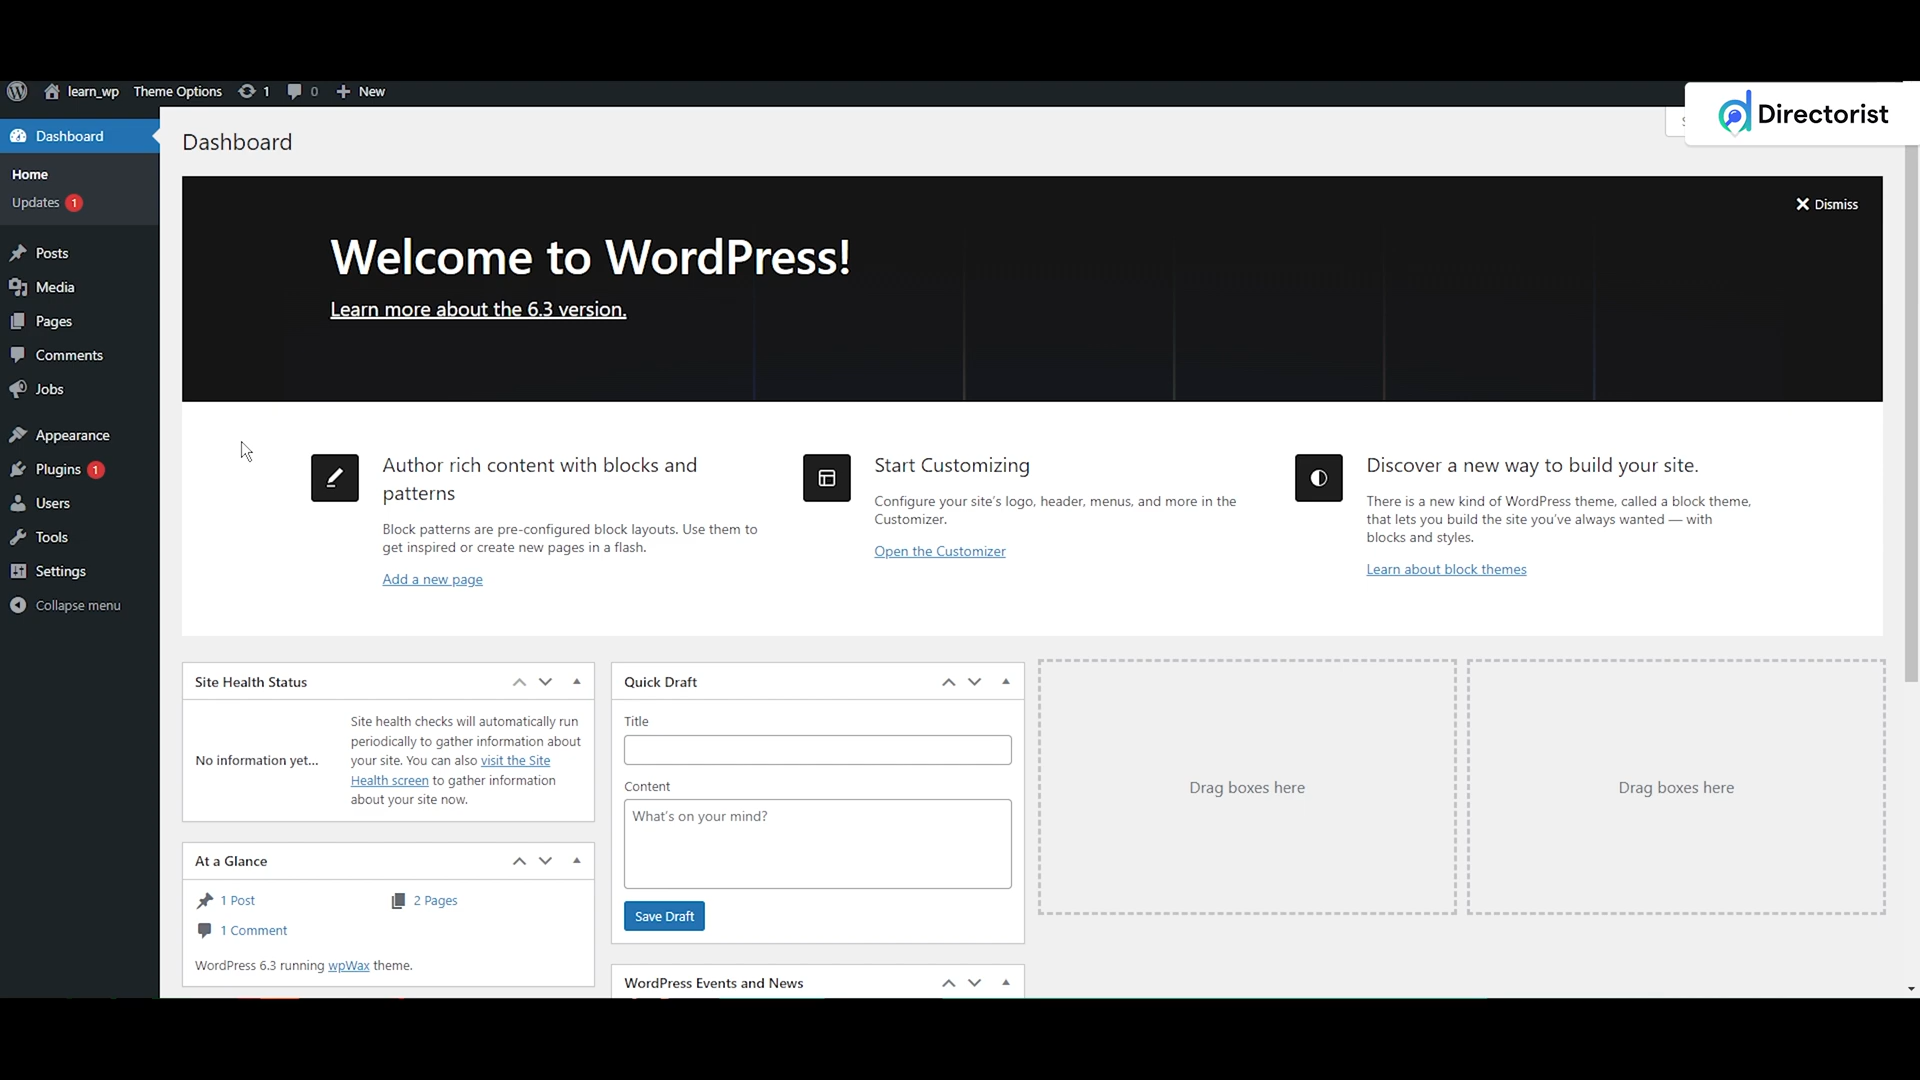 learn_wp Theme Options 1 0 New
Directorist
Dashboard
Home
Updates 1
Posts
Media
Pages
Comments
Jobs
Appearance
Plugins 1
Users
Tools
Settings
Collapse menu
Dashboard
Dismiss
Welcome to WordPress!
Learn more about the 6.3 version.
Author rich content with blocks and
patterns
Block patterns are pre-configured block layouts. Use them to
get inspired or create new pages in a flash.
Add a new page
Start Customizing
Configure your site's logo, header, menus, and more in the
Customizer.
Open the Customizer
Discover a new way to build your site.
There is a new kind of WordPress theme, called a block theme,
that lets you build the site you've always wanted — with
blocks and styles.
Learn about block themes
Site Health Status
No information yet...
Site health checks will automatically run
periodically to gather information about
your site. You can also visit the Site
Health screen to gather information
about your site now.
At a Glance
1 Post
2 Pages
1 Comment
WordPress 6.3 running wpWax theme.
Quick Draft
Title
Content
What's on your mind?
Save Draft
WordPress Events and News
Drag boxes here
Drag boxes here